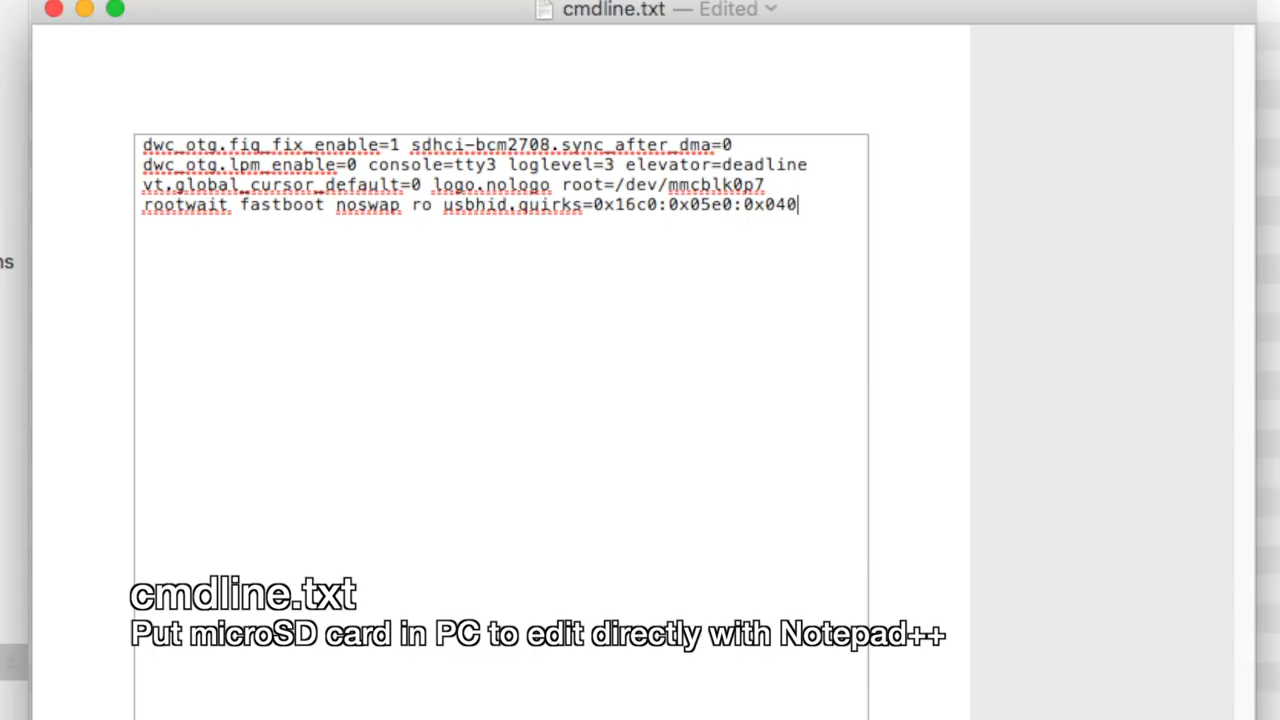 cmdline.txt — Edited
dwc_otg.fiq_fix_enable=1 sdhci-bcm2708.sync_after_dma=0
dwc_otg.lpm_enable=0 console=tty3 loglevel=3 elevator=deadline
vt.global_cursor_default=0 logo.nologo root=/dev/mmcblk0p7
rootwait fastboot noswap ro usbhid.quirks=0x16c0:0x05e0:0x040
ns
cmdline.txt
Put microSD card in PC to edit directly with Notepad++